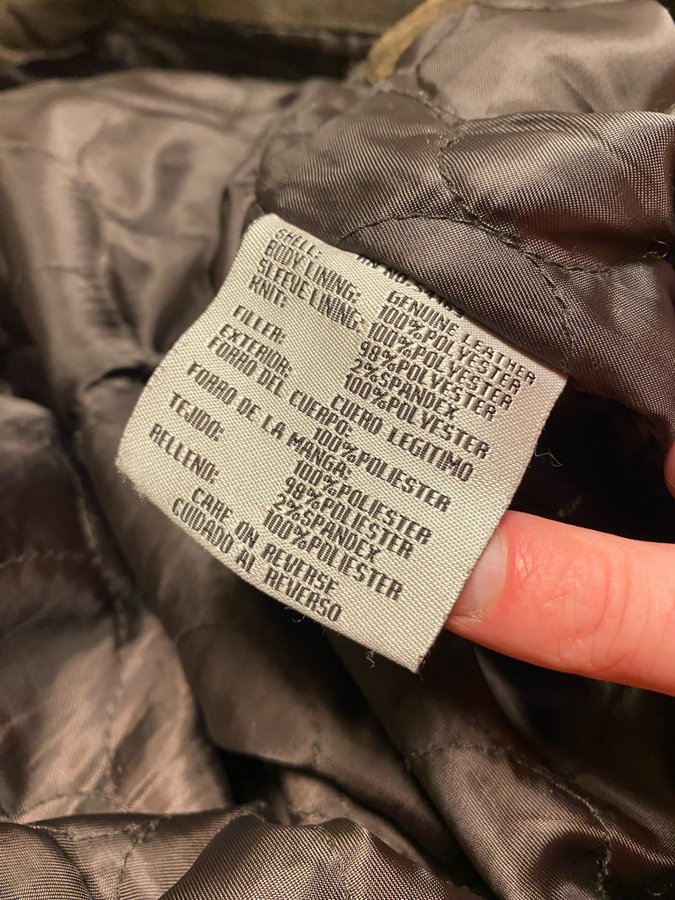 SHELL: GENUINE LEATHER
BODY LINING: 100%POLYESTER
SLEEVE LINING: 100%POLYESTER
KNIT: 98%POLYESTER
2%SPANDEX
FILLER: 100%POLYESTER
EXTERIOR: CUERO LEGITIMO
FORRO DEL CUERPO:
100%POLIESTER
FORRO DE LA MANGA:
100%POLIESTER
TEJIDO: 98%POLIESTER
2%SPANDEX
RELLENO: 100%POLIESTER
CARE ON REVERSE
CUIDADO AL REVERSO